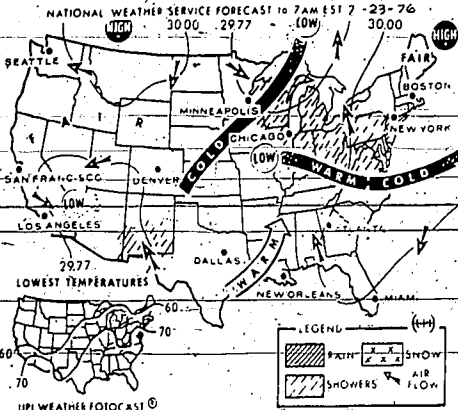 NATIONAL WEATHER SERVICE FORECAST to 7AM EST 7 -23-76
HIGH
30.00
29.77
LOW
30.00
HIGH
SEATTLE
FAIR
BOSTON
MINNEAPOLIS
NEW YORK
FAIR
CHICAGO
COLD
LOW
WARM
COLD
SAN FRANCISCO
DENVER
LOW
LOS ANGELES
ATLANTA
DALLAS
WARM
29.77
NEW ORLEANS
MIAMI
LOWEST TEMPERATURES
60
70
60
70
LEGEND
RAIN
SNOW
SHOWERS
AIR FLOW
UPI WEATHER FOTOCAST ®